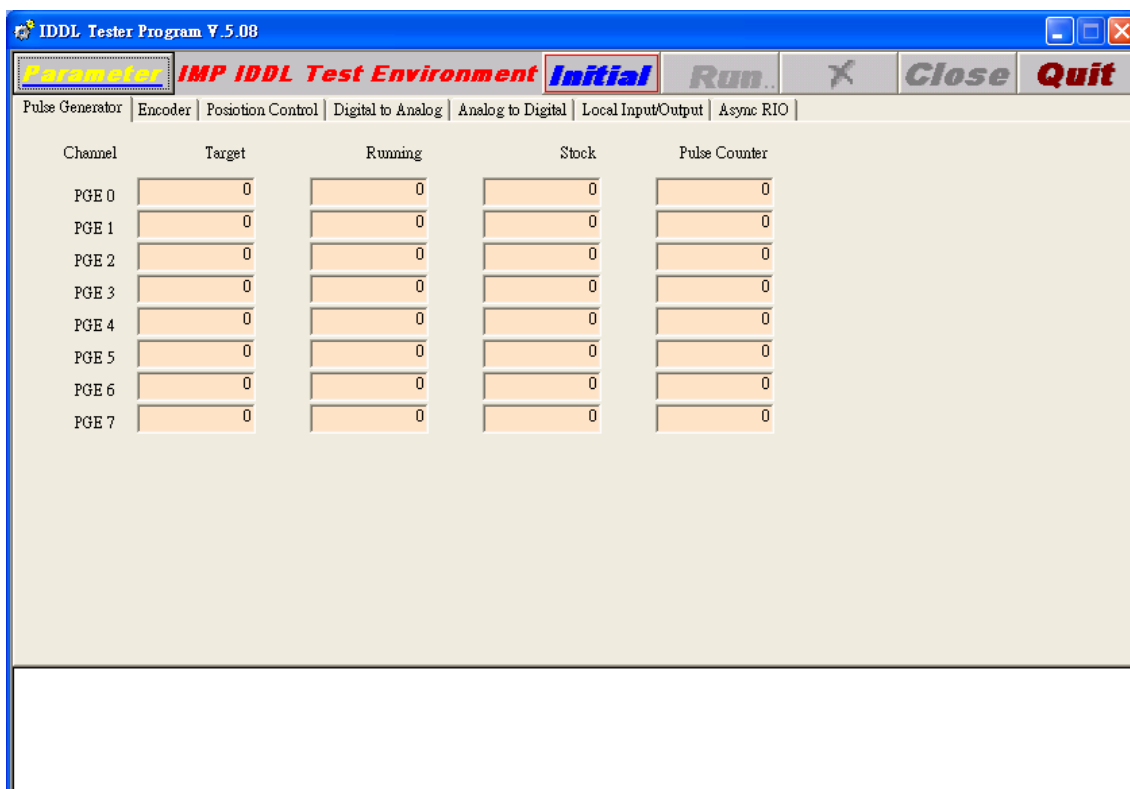 IDDL Tester Program V.5.08
Parameter IMP IDDL Test Environment Initial Run.. X Close Quit
Pulse Generator Encoder Posiotion Control Digital to Analog Analog to Digital Local Input/Output Async RIO
Channel Target Running Stock Pulse Counter
PGE 0 0 0 0 0
PGE 1 0 0 0 0
PGE 2 0 0 0 0
PGE 3 0 0 0 0
PGE 4 0 0 0 0
PGE 5 0 0 0 0
PGE 6 0 0 0 0
PGE 7 0 0 0 0